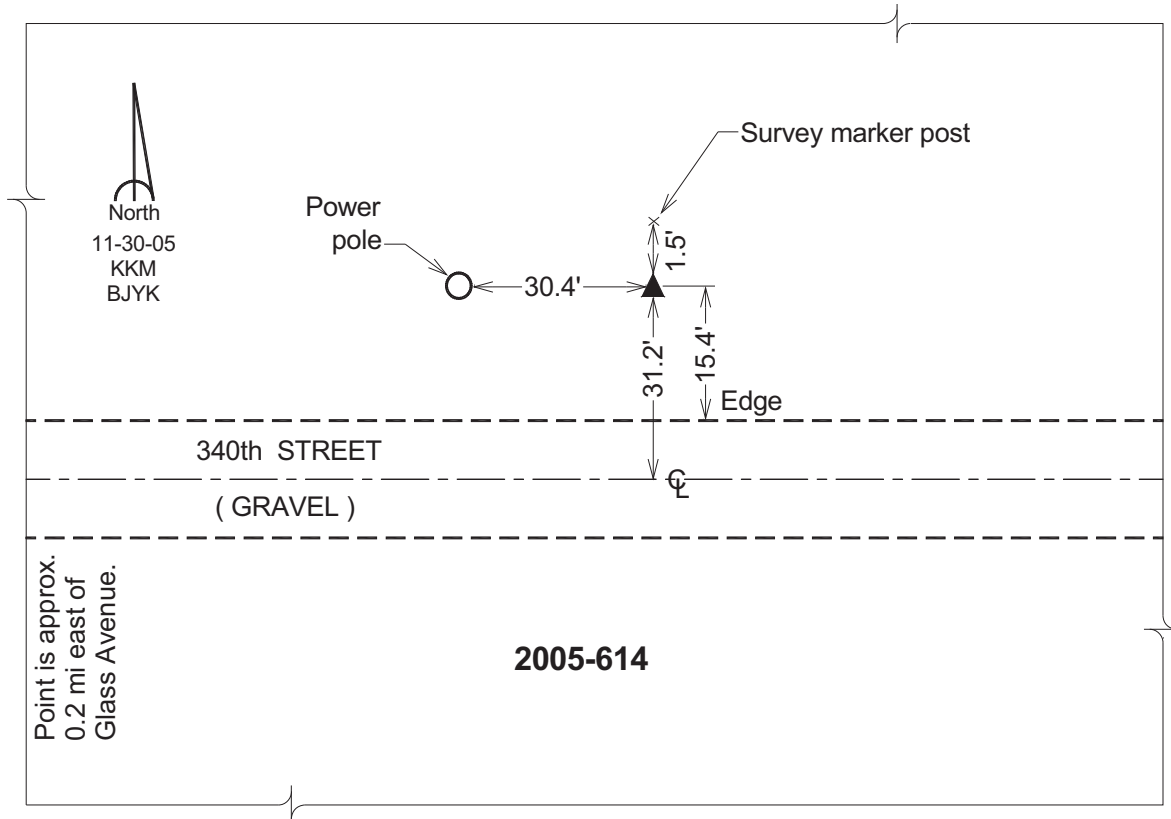 Survey marker post
North
11-30-05
KKM
BJYK
Power
pole
1.5'
30.4'
31.2'
15.4'
Edge
340th STREET
CL
( GRAVEL )
Point is approx.
0.2 mi east of
Glass Avenue.
2005-614